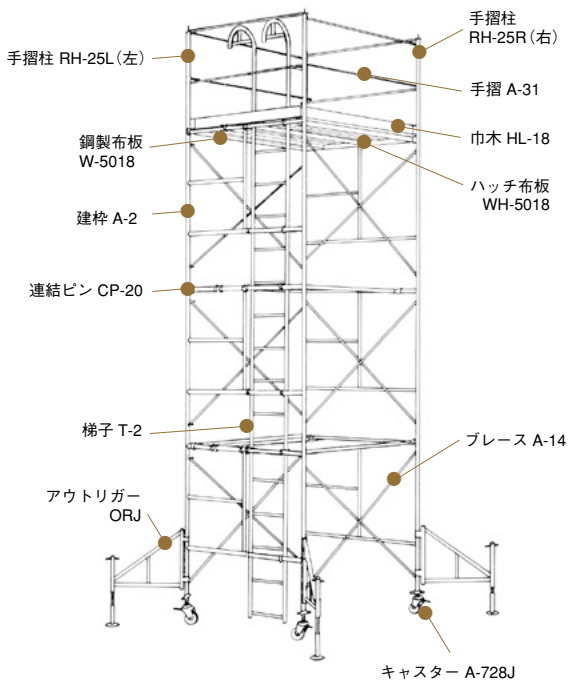 手摺柱
RH-25R（右）
手摺柱 RH-25L（左）
手摺 A-31
鋼製布板
W-5018
巾木 HL-18
ハッチ布板
WH-5018
建枠 A-2
連結ピン CP-20
梯子 T-2
ブレース A-14
アウトリガー
ORJ
キャスター A-728J